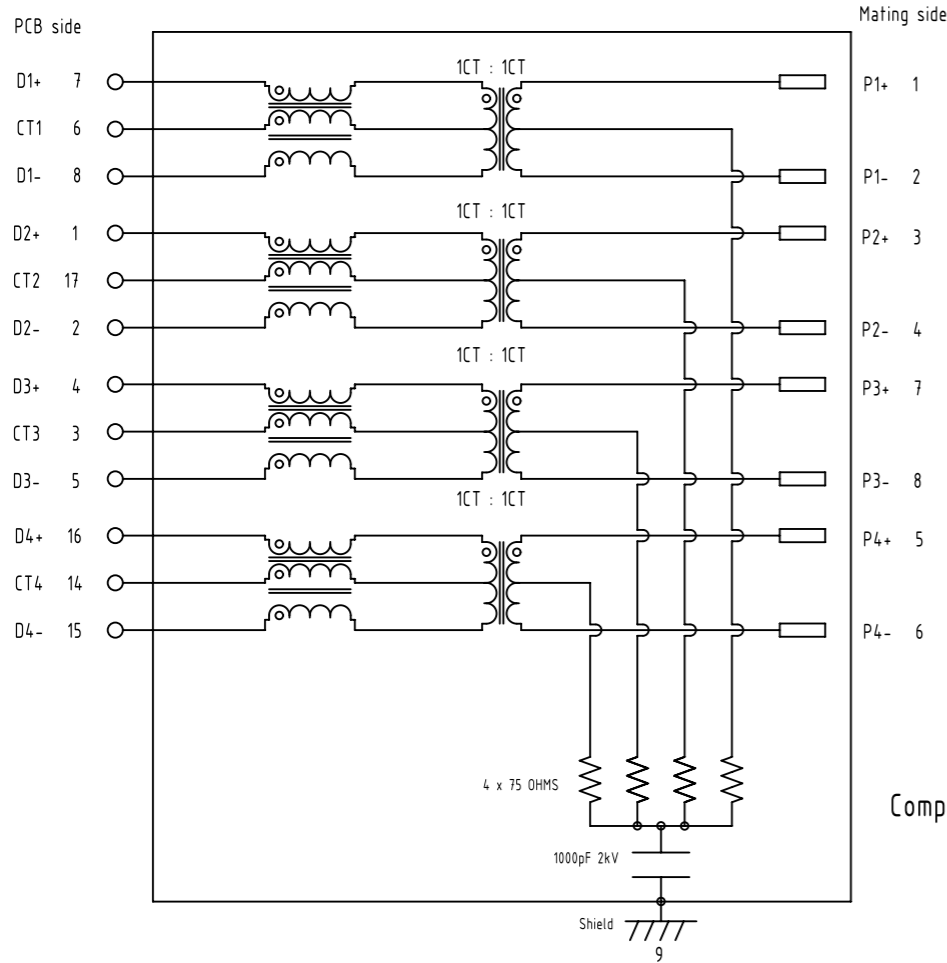 PCB side
Mating side
1CT : 1CT
D1+ 7
P1+ 1
CT1 6
D1- 8
P1- 2
1CT : 1CT
D2+ 1
P2+ 3
CT2 17
D2- 2
P2- 4
1CT : 1CT
D3+ 4
P3+ 7
CT3 3
D3- 5
P3- 8
1CT : 1CT
D4+ 16
P4+ 5
CT4 14
D4- 15
P4- 6
4 x 75 OHMS
Comp
1000pF 2kV
Shield
9